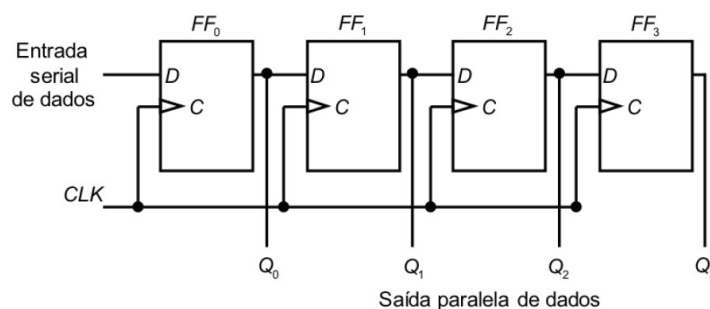 FF₀ FF₁ FF₂ FF₃
Entrada
serial
de dados
D D D D
C C C C
CLK
Q₀ Q₁ Q₂ Q
Saída paralela de dados